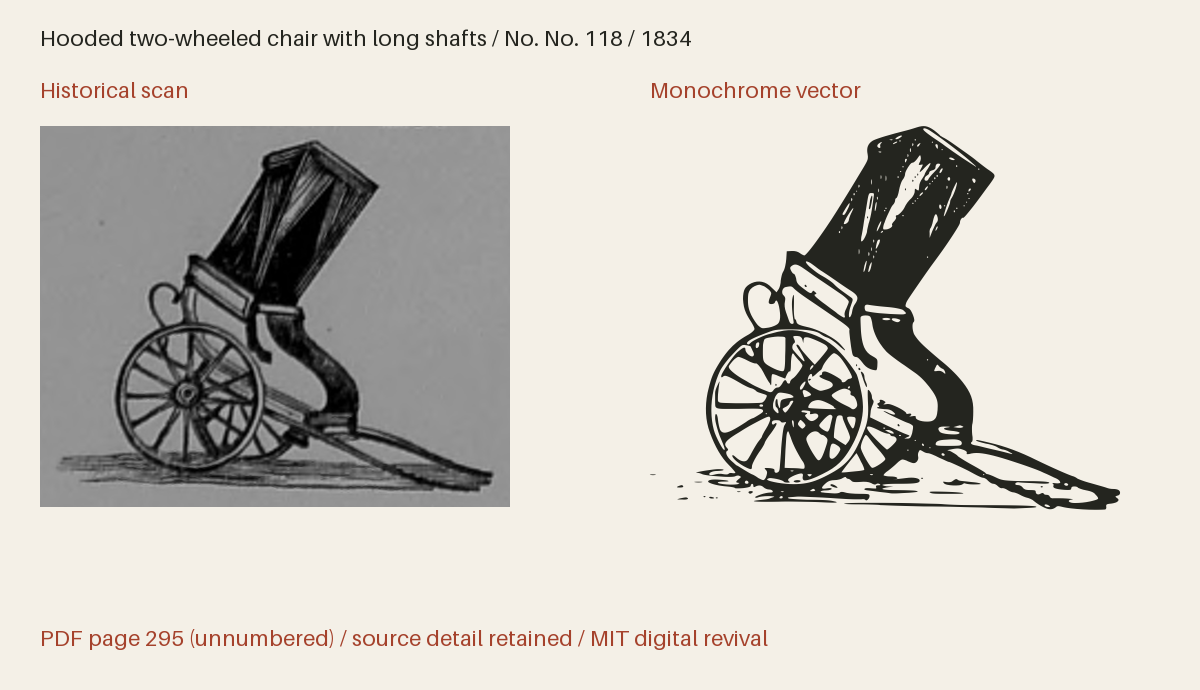 Hooded two-wheeled chair with long shafts / No. No. 118 / 1834
Historical scan
Monochrome vector
PDF page 295 (unnumbered) / source detail retained / MIT digital revival